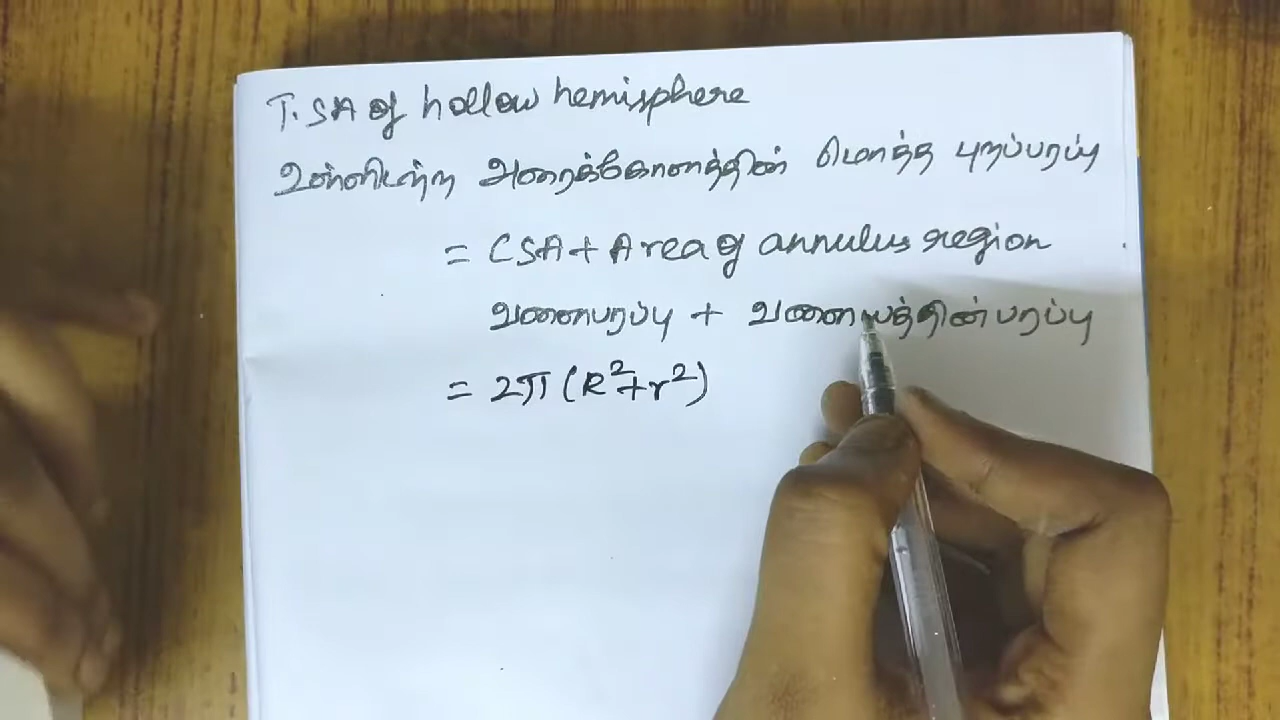 T.SA of hollow hemisphere
உள்ளீடற்ற அரைக்கோளத்தின் மொத்த புறப்பரப்பு
= CSA + Area of annulus region
வளைபரப்பு + வளையத்தின் பரப்பு
= 2π (R²+r²)